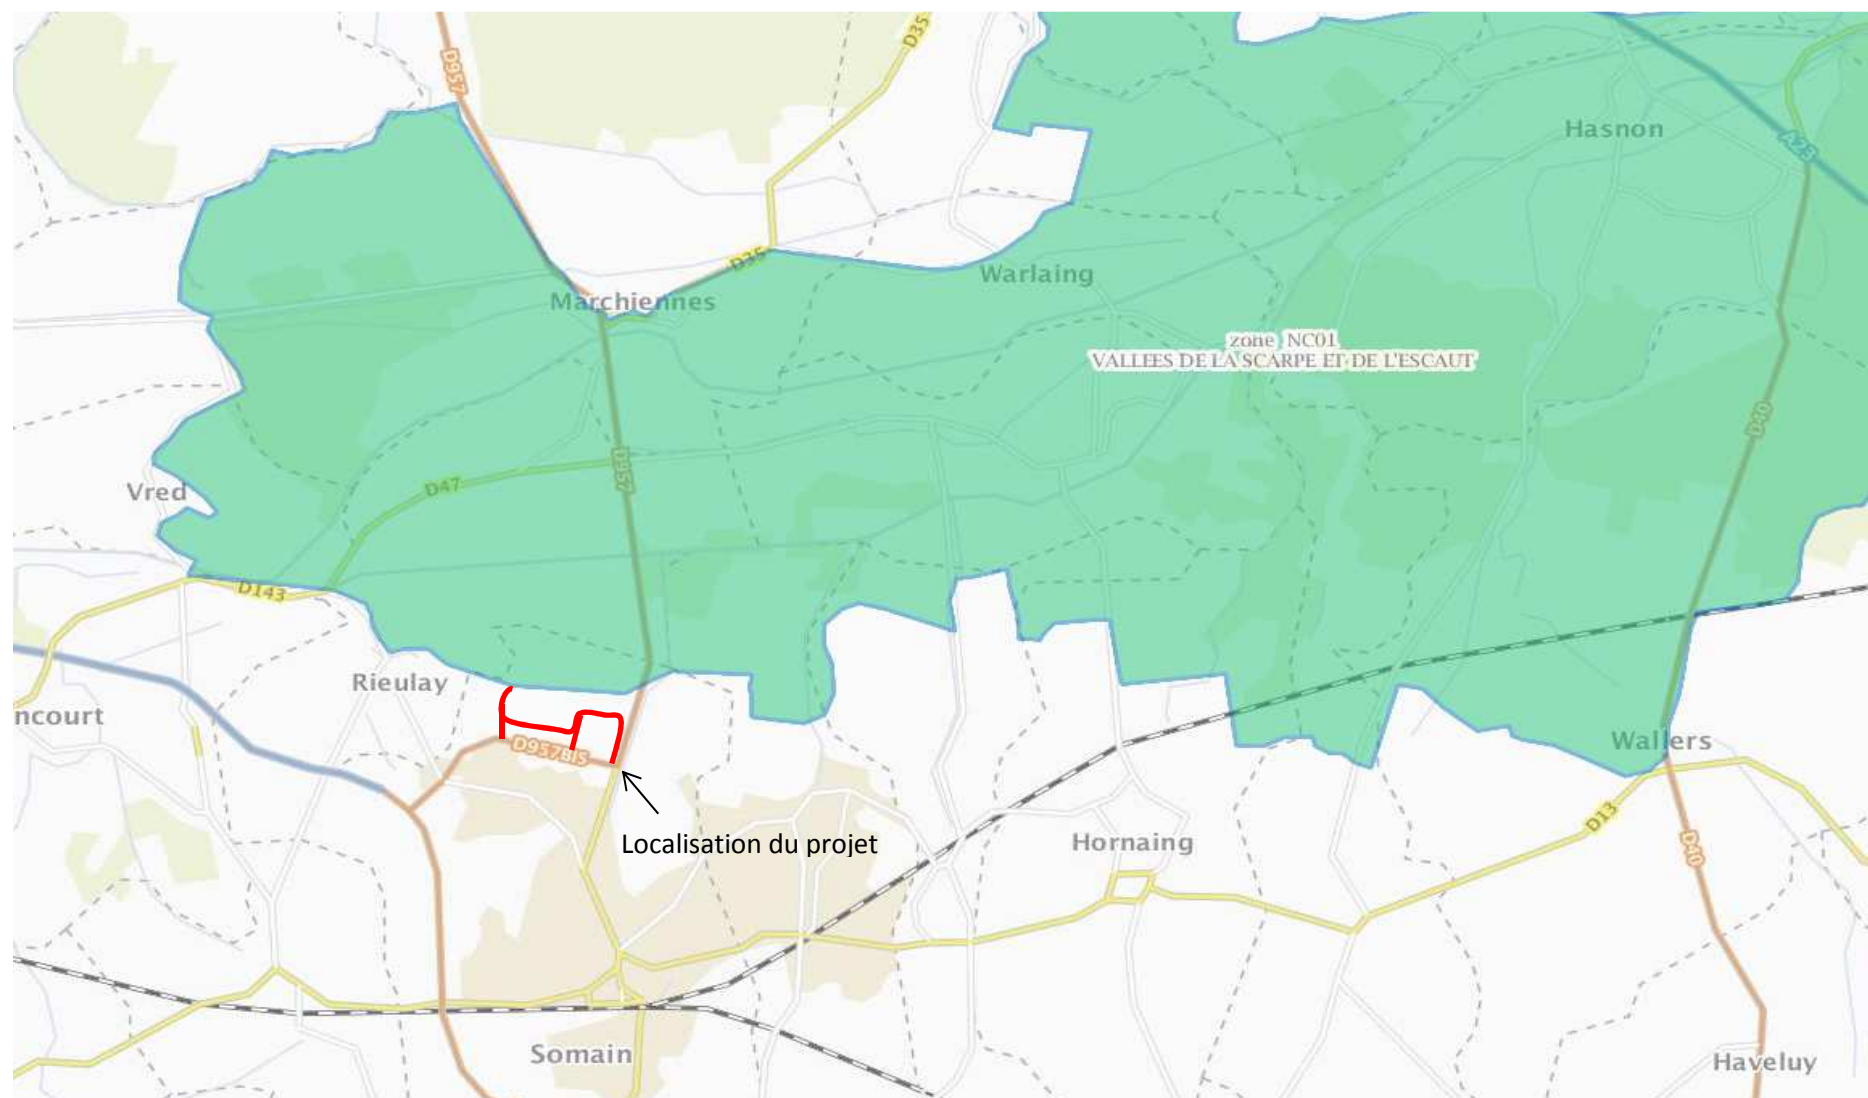 D35
D957
Hasnon
A23
D35
Warlaing
Marchiennes
zone NC01
VALLEES DE LA SCARPE ET DE L'ESCAUT
D40
D957
D47
Vred
D143
Rieulay
ncourt
D957BIS
Wallers
D13
Localisation du projet
Hornaing
D40
Somain
Haveluy